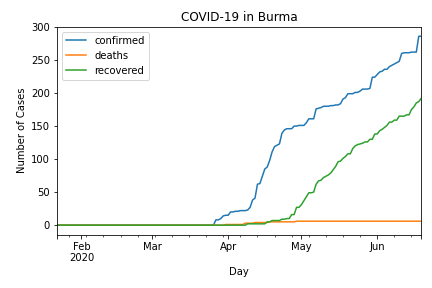 COVID-19 in Burma
confirmed
deaths
recovered
Number of Cases
300
250
200
150
100
50
0
Feb
2020
Mar
Apr
May
Jun
Day